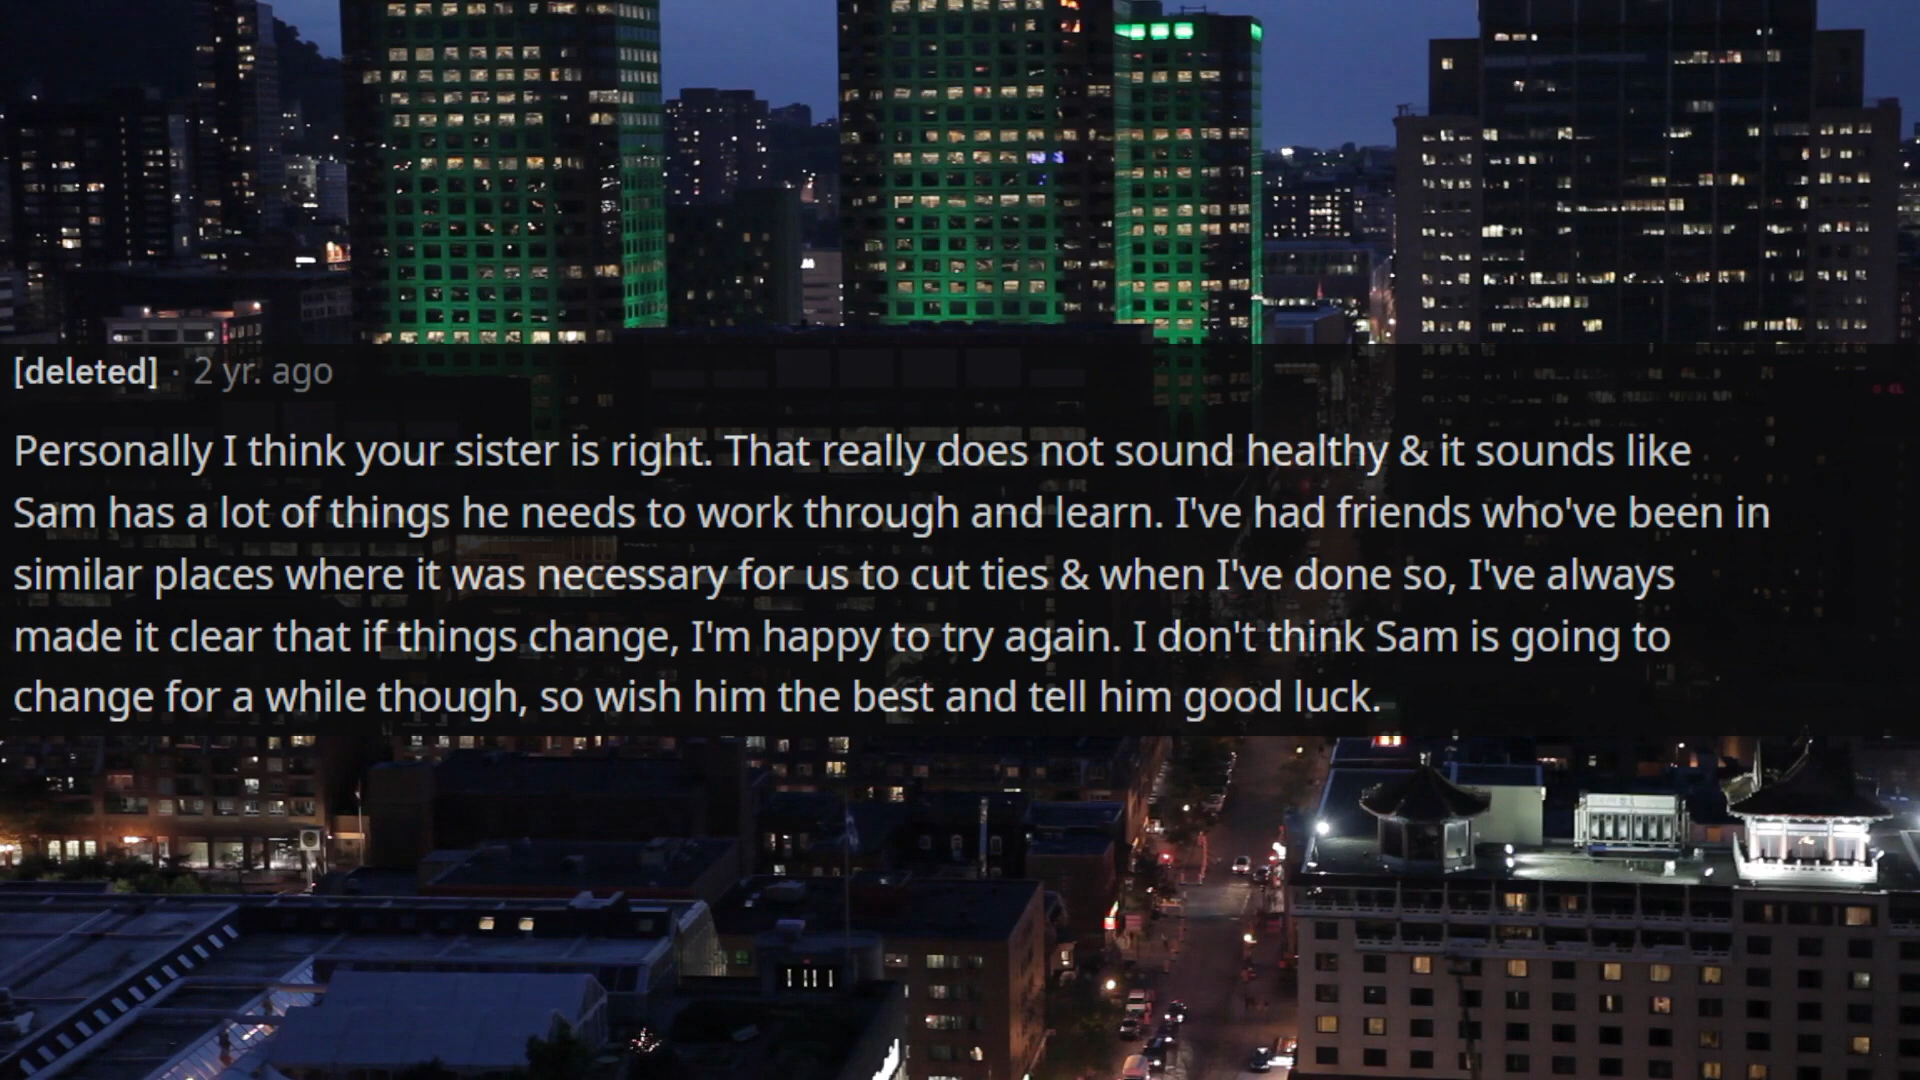 [deleted] · 2 yr. ago
Personally I think your sister is right. That really does not sound healthy & it sounds like
Sam has a lot of things he needs to work through and learn. I've had friends who've been in
similar places where it was necessary for us to cut ties & when I've done so, I've always
made it clear that if things change, I'm happy to try again. I don't think Sam is going to
change for a while though, so wish him the best and tell him good luck.